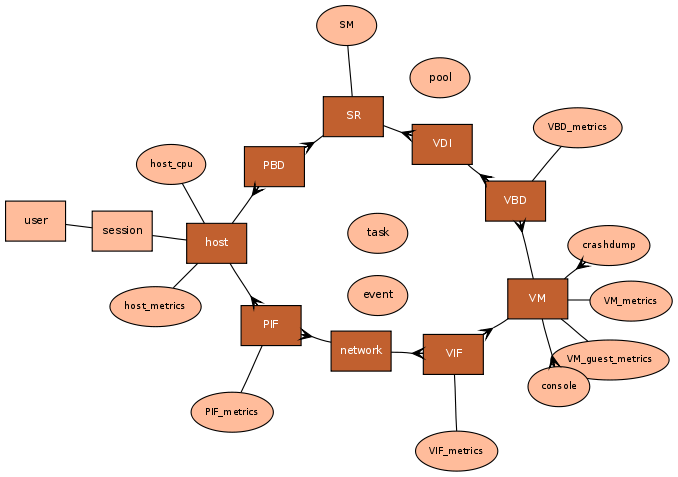 SM
pool
SR
VBD_metrics
VDI
host_cpu
PBD
VBD
user
session
host
task
crashdump
event
VM
VM_metrics
host_metrics
PIF
network
VIF
VM_guest_metrics
console
PIF_metrics
VIF_metrics